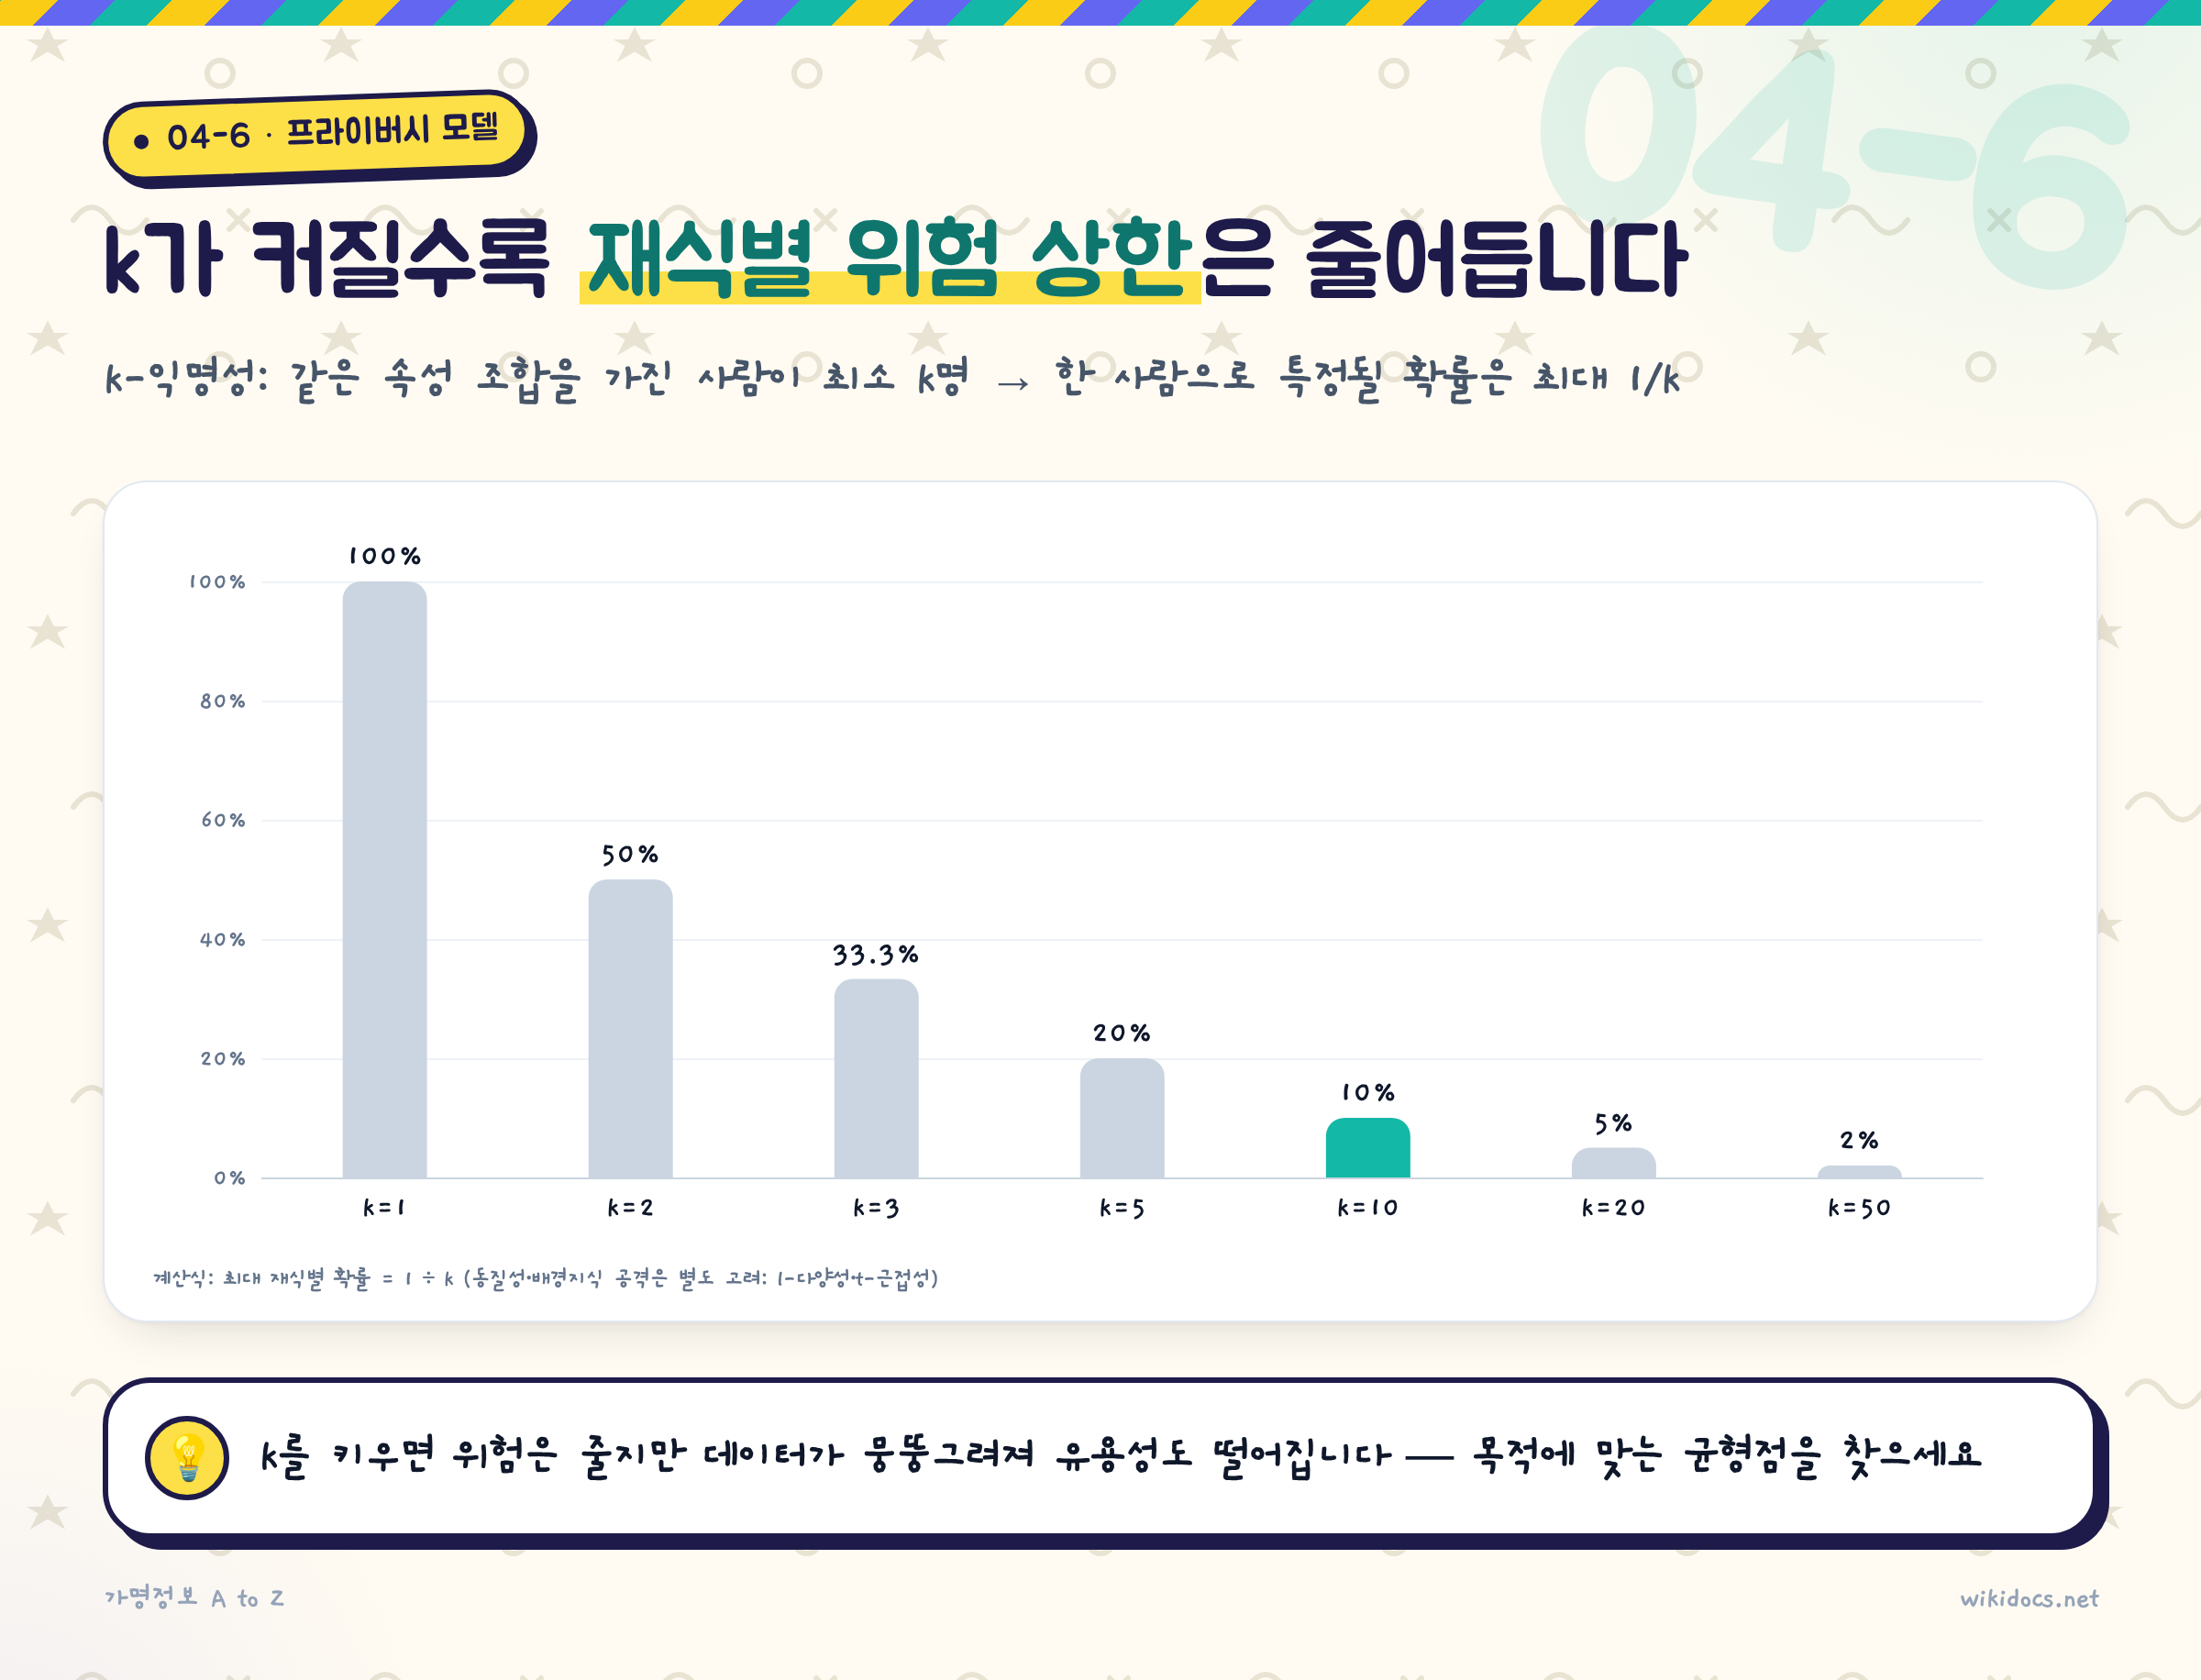 04-6
04-6 · 프라이버시 모델
k가 커질수록 재식별 위험 상한은 줄어듭니다
k-익명성: 같은 속성 조합을 가진 사람이 최소 k명 → 한 사람으로 특정될 확률은 최대 1/k
100%
80%
60%
40%
20%
0%
100%
50%
33.3%
20%
10%
5%
2%
k=1
k=2
k=3
k=5
k=10
k=20
k=50
계산식: 최대 재식별 확률 = 1 ÷ k (동질성·배경지식 공격은 별도 고려: l-다양성·t-근접성)
k를 키우면 위험은 줄지만 데이터가 뭉뚱그려져 유용성도 떨어집니다 — 목적에 맞는 균형점을 찾으세요
가명정보 A to Z
wikidocs.net